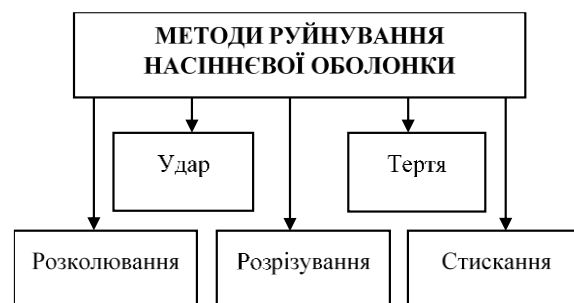 МЕТОДИ РУЙНУВАННЯ
НАСІННЄВОЇ ОБОЛОНКИ
Удар
Тертя
Розколювання
Розрізування
Стискання